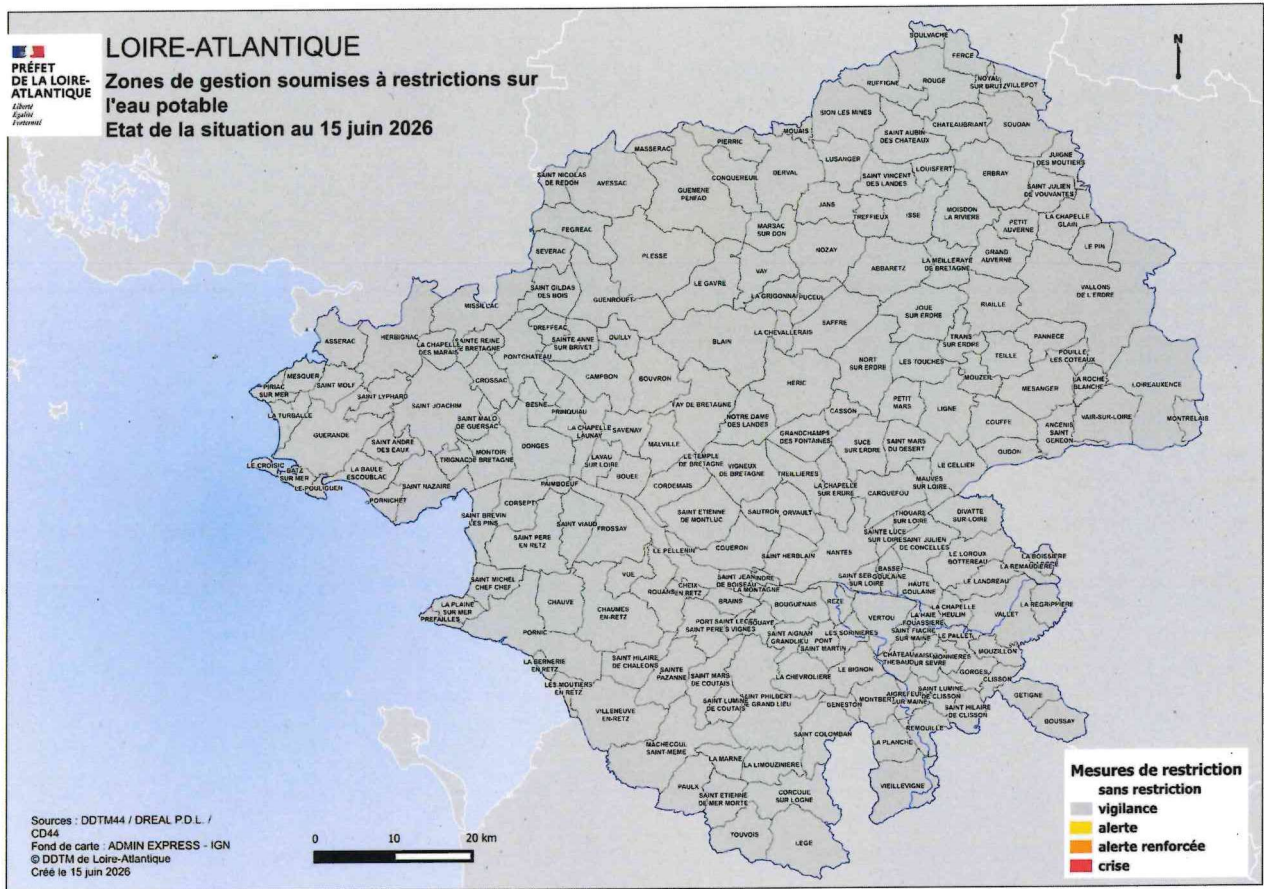 PRÉFET
DE LA LOIRE-
ATLANTIQUE
Liberté
Égalité
Fraternité
LOIRE-ATLANTIQUE
Zones de gestion soumises à restrictions sur
l'eau potable
Etat de la situation au 15 juin 2026
N
SOULVACHE
FERCE
RUFFIGNE
ROUGE
NOYAL
SUR BRUTZ
VILLEPOT
SION LES MINES
CHATEAUBRIANT
SOUDAN
MOUAIS
SAINT AUBIN
DES CHATEAUX
PIERRIC
MASSERAC
LUSANGER
JUIGNE
DES MOUTIERS
SAINT NICOLAS
DE REDON
AVESSAC
CONQUEREUIL
DERVAL
SAINT VINCENT
DES LANDES
LOUISFERT
ERBRAY
SAINT JULIEN
DE VOUVANTES
GUEMENE
PENFAO
JANS
TREFFIEUX
ISSE
MOISDON
LA RIVIERE
PETIT
AUVERNE
LA CHAPELLE
GLAIN
FEGREAC
MARSAC
SUR DON
LE PIN
SEVERAC
PLESSE
NOZAY
GRAND
AUVERNE
LA MEILLERAYE
DE BRETAGNE
ABBARETZ
VAY
LE GAVRE
SAINT GILDAS
DES BOIS
GUENROUET
LA GRIGONNA
PUCEUL
VALLONS
DE L'ERDRE
RIAILLE
MISSILLAC
JOUE
SUR ERDRE
SAFFRE
DREFFEAC
LA CHEVALLERAIS
ASSERAC
HERBIGNAC
LA CHAPELLE
DES MARAIS
SAINTE REINE
DE BRETAGNE
PONTCHATEAU
SAINTE ANNE
SUR BRIVET
QUILLY
BLAIN
NORT
SUR ERDRE
LES TOUCHES
TRANS
SUR ERDRE
TEILLE
PANNECE
POUILLE
LES COTEAUX
MESQUER
PIRIAC
SUR MER
SAINT MOLF
SAINT LYPHARD
SAINT JOACHIM
CROSSAC
CAMPBON
BOUVRON
HERIC
MOUZEIL
MESANGER
LA ROCHE
BLANCHE
LOIREAUXENCE
LA TURBALLE
GUERANDE
SAINT MALO
DE GUERSAC
BESNE
PRINQUIAU
FAY DE BRETAGNE
NOTRE DAME
DES LANDES
CASSON
PETIT
MARS
LIGNE
COUFFE
VAIR-SUR-LOIRE
MONTRELAIS
ANCENIS
SAINT
GEREON
SAINT ANDRE
DES EAUX
TRIGNAC
MONTOIR
DE BRETAGNE
DONGES
LA CHAPELLE
LAUNAY
SAVENAY
MALVILLE
GRANDCHAMPS
DES FONTAINES
SUCE
SUR ERDRE
SAINT MARS
DU DESERT
OUDON
LE CROISIC
BATZ
SUR MER
LE POULIGUEN
LA BAULE
ESCOUBLAC
PORNICHET
SAINT NAZAIRE
LAVAU
SUR LOIRE
BOUEE
LE TEMPLE
DE BRETAGNE
VIGNEUX
DE BRETAGNE
TREILLIERES
LE CELLIER
MAUVES
SUR LOIRE
PAIMBOEUF
CORDEMAIS
LA CHAPELLE
SUR ERDRE
CARQUEFOU
CORSEPT
SAINT BREVIN
LES PINS
SAINT VIAUD
FROSSAY
SAINT ETIENNE
DE MONTLUC
SAUTRON
ORVAULT
THOUARE
SUR LOIRE
DIVATTE
SUR-LOIRE
SAINT PERE
EN RETZ
LE PELLERIN
COUERON
SAINT HERBLAIN
NANTES
SAINTE LUCE
SUR LOIRE
SAINT JULIEN
DE CONCELLES
LE LOROUX
BOTTEREAU
LA BOISSIERE
LA REMAUDIERE
SAINT MICHEL
CHEF CHEF
VUE
ROUANS
CHEIX
EN RETZ
SAINT JEAN
DE BOISEAU
INDRE
LA MONTAGNE
SAINT SEB
SUR LOIRE
BASSE
GOULAINE
HAUTE
GOULAINE
LE LANDREAU
LA PLAINE
SUR MER
PREFAILLES
CHAUVE
CHAUMES
EN-RETZ
BRAINS
BOUGUENAIS
REZE
VERTOU
LA CHAPELLE
HEULIN
VALLET
LA REGRIPPIERE
PORNIC
PORT SAINT PERE
BOUAYE
SAINT AIGNAN
GRANDLIEU
PONT
SAINT MARTIN
LES SORINIERES
LA HAIE
FOUASSIERE
SAINT FIACRE
SUR MAINE
LE PALLET
MOUZILLON
LA BERNERIE
EN RETZ
SAINT HILAIRE
DE CHALEONS
SAINTE
PAZANNE
SAINT MARS
DE COUTAIS
LA CHEVROLIERE
LE BIGNON
CHATEAU
THEBAUD
MONNIERES
GORGES
CLISSON
LES MOUTIERS
EN RETZ
VILLENEUVE
EN-RETZ
SAINT LUMINE
DE COUTAIS
SAINT PHILBERT
DE GRAND LIEU
GENESTON
MONTBERT
AIGREFEUILLE
SUR MAINE
SAINT LUMINE
DE CLISSON
SAINT HILAIRE
DE CLISSON
GETIGNE
BOUSSAY
REMOUILLE
MACHECOUL
SAINT-MEME
SAINT COLOMBAN
LA PLANCHE
LA MARNE
LA LIMOUZINIERE
VIEILLEVIGNE
PAULX
SAINT ETIENNE
DE MER MORTE
CORCOUE
SUR LOGNE
TOUVOIS
LEGE
Mesures de restriction
sans restriction
vigilance
alerte
alerte renforcée
crise
Sources : DDTM44 / DREAL P.D.L. /
CD44
Fond de carte : ADMIN EXPRESS - IGN
© DDTM de Loire-Atlantique
Créé le 15 juin 2026
0 10 20 km